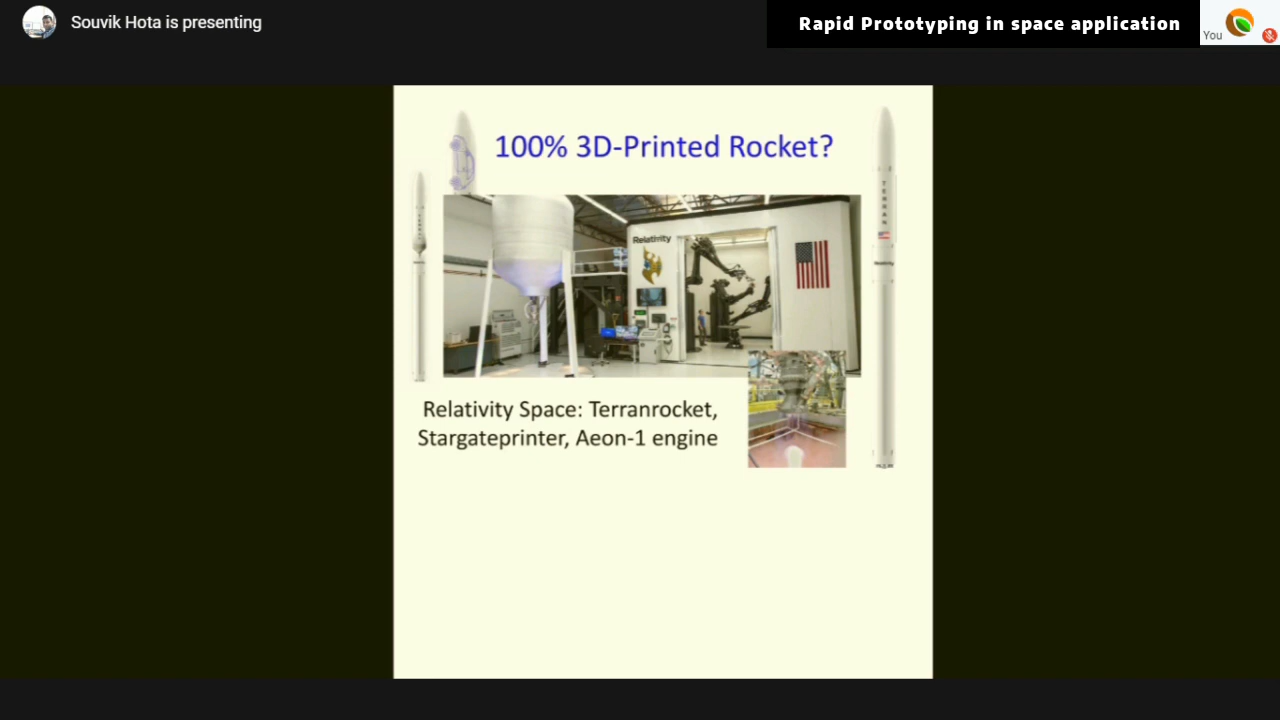 Souvik Hota is presenting
Rapid Prototyping in space application
You
100% 3D-Printed Rocket?
TERRAN
Relativity
Relativity Space: Terranrocket,
Stargateprinter, Aeon-1 engine